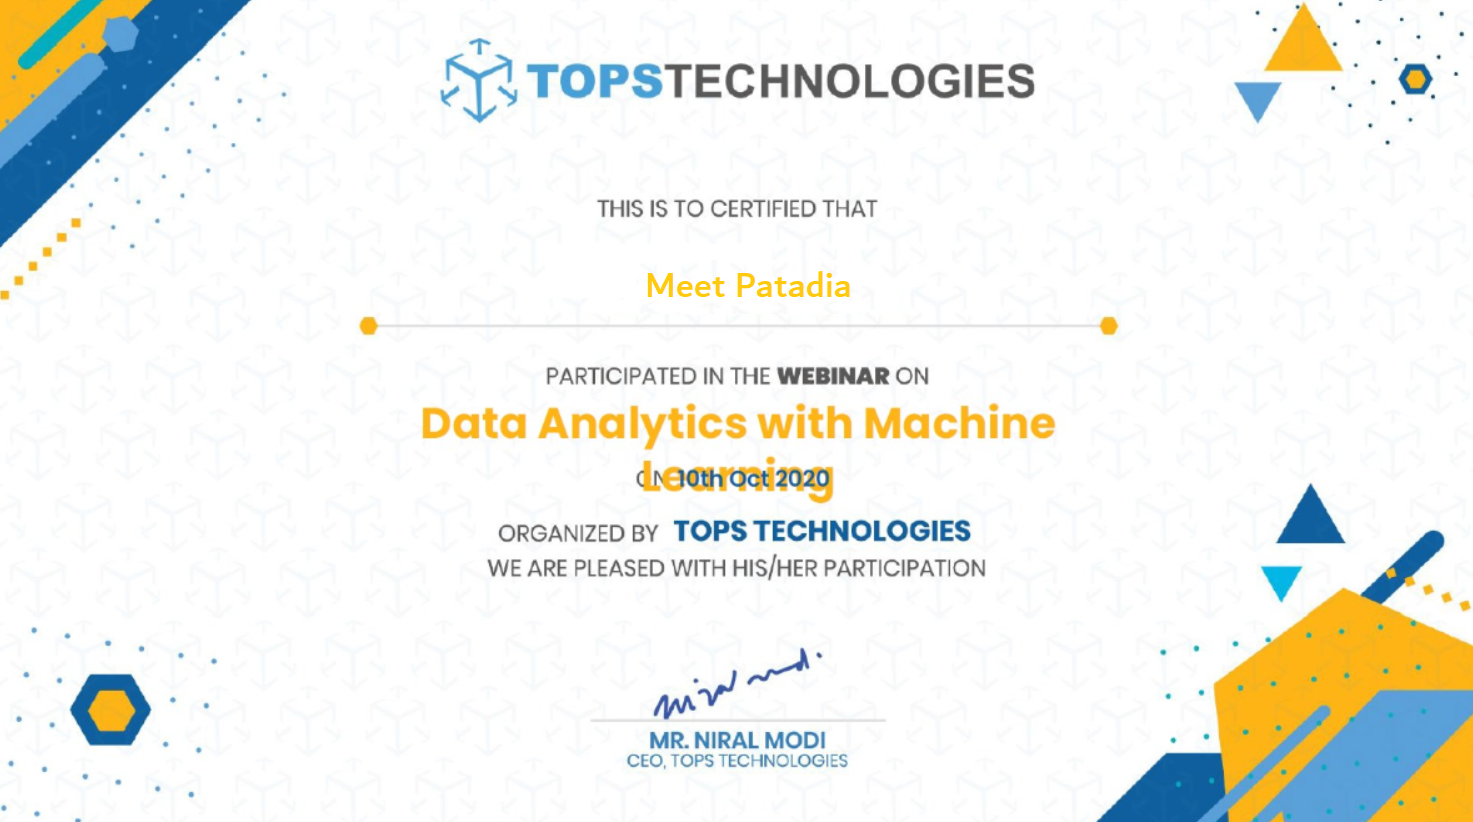 TOPSTECHNOLOGIES
THIS IS TO CERTIFIED THAT
Meet Patadia
PARTICIPATED IN THE WEBINAR ON
Data Analytics with Machine
Learning
ON 10th Oct 2020
ORGANIZED BY TOPS TECHNOLOGIES
WE ARE PLEASED WITH HIS/HER PARTICIPATION
MR. NIRAL MODI
CEO, TOPS TECHNOLOGIES